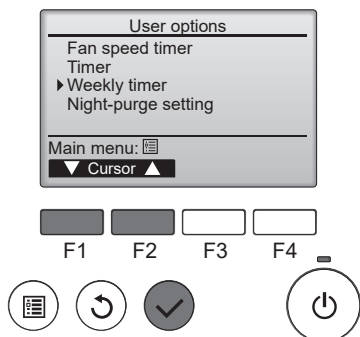 User options
Fan speed timer
Timer
Weekly timer
Night-purge setting
Main menu:
Cursor
F1 F2 F3 F4